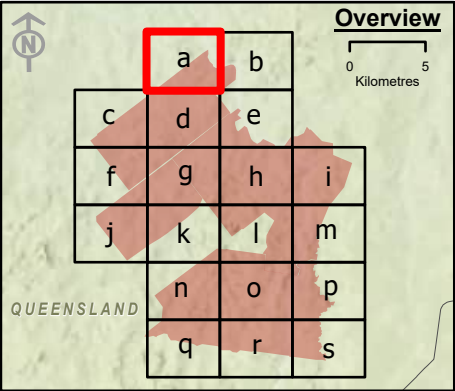 Overview
N
0 5
Kilometres
a b
c d e
f g h i
j k l m
n o p
QUEENSLAND
q r s